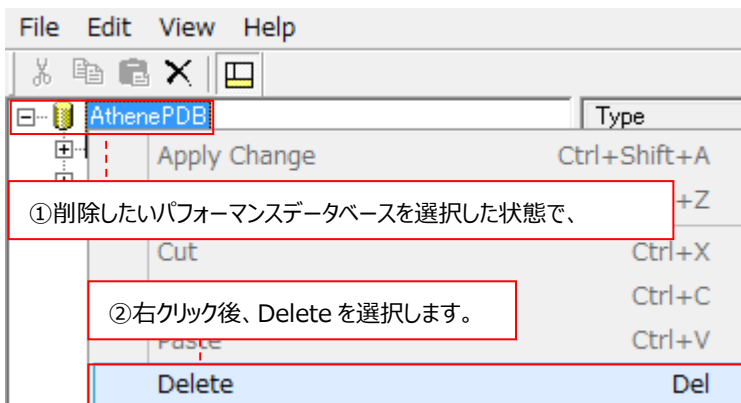 File Edit View Help
AthenePDB Type
Apply Change Ctrl+Shift+A
①削除したいパフォーマンスデータベースを選択した状態で、 +Z
Cut Ctrl+X
②右クリック後、Delete を選択します。 Ctrl+C
Paste Ctrl+V
Delete Del